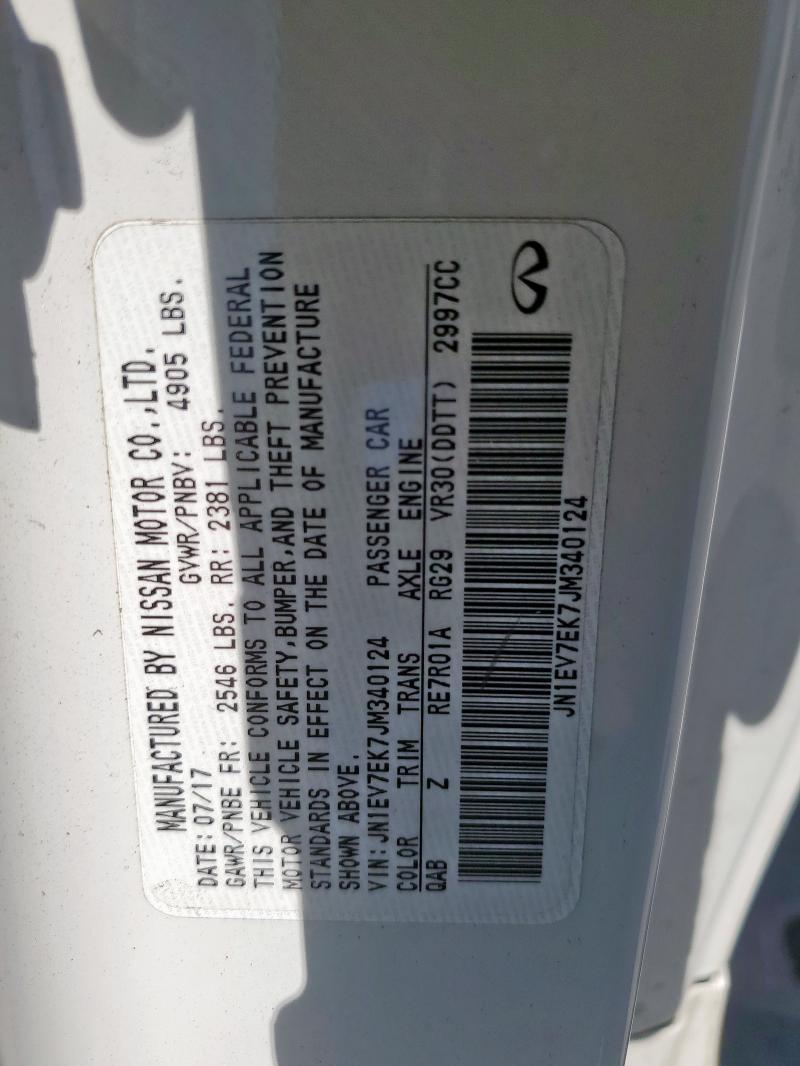 MANUFACTURED BY NISSAN MOTOR CO.,LTD.
DATE: 07/17 GVWR/PNBV: 4905 LBS.
GAWR/PNBE FR: 2546 LBS. RR: 2381 LBS.
THIS VEHICLE CONFORMS TO ALL APPLICABLE FEDERAL
MOTOR VEHICLE SAFETY,BUMPER,AND THEFT PREVENTION
STANDARDS IN EFFECT ON THE DATE OF MANUFACTURE
SHOWN ABOVE.
VIN: JN1EV7EK7JM340124 PASSENGER CAR
COLOR TRIM TRANS AXLE ENGINE
QAB Z RE7R01A RG29 VR30(DDTT) 2997CC
JN1EV7EK7JM340124